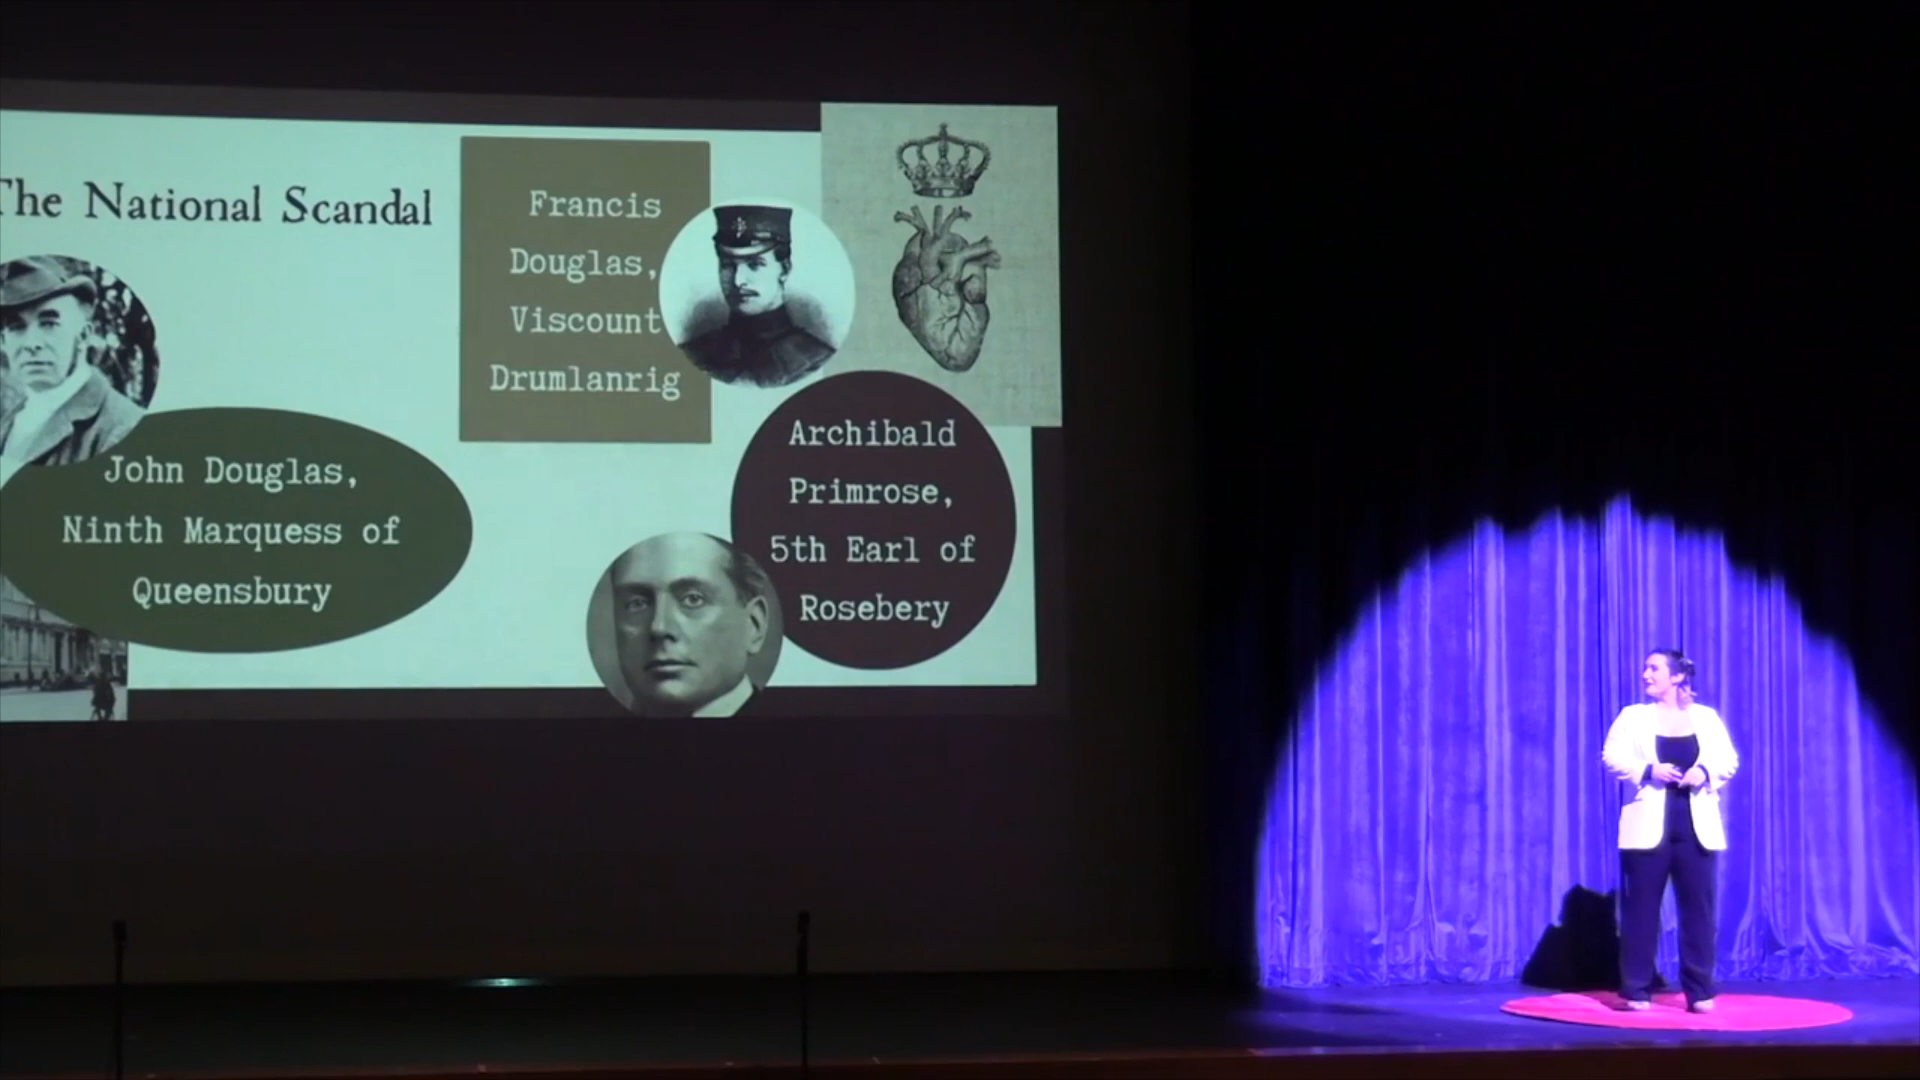 The National Scandal
Francis
Douglas,
Viscount
Drumlanrig
John Douglas,
Ninth Marquess of
Queensbury
Archibald
Primrose,
5th Earl of
Rosebery